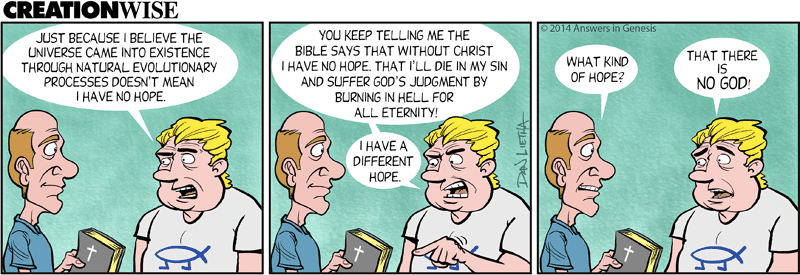 CREATIONWISE
JUST BECAUSE I BELIEVE THE
UNIVERSE CAME INTO EXISTENCE
THROUGH NATURAL EVOLUTIONARY
PROCESSES DOESN'T MEAN
I HAVE NO HOPE.
YOU KEEP TELLING ME THE
BIBLE SAYS THAT WITHOUT CHRIST
I HAVE NO HOPE. THAT I'LL DIE IN MY SIN
AND SUFFER GOD'S JUDGMENT BY
BURNING IN HELL FOR
ALL ETERNITY!
I HAVE A
DIFFERENT
HOPE.
DAN LIETHA
© 2014 Answers in Genesis
WHAT KIND
OF HOPE?
THAT THERE
IS
NO GOD!